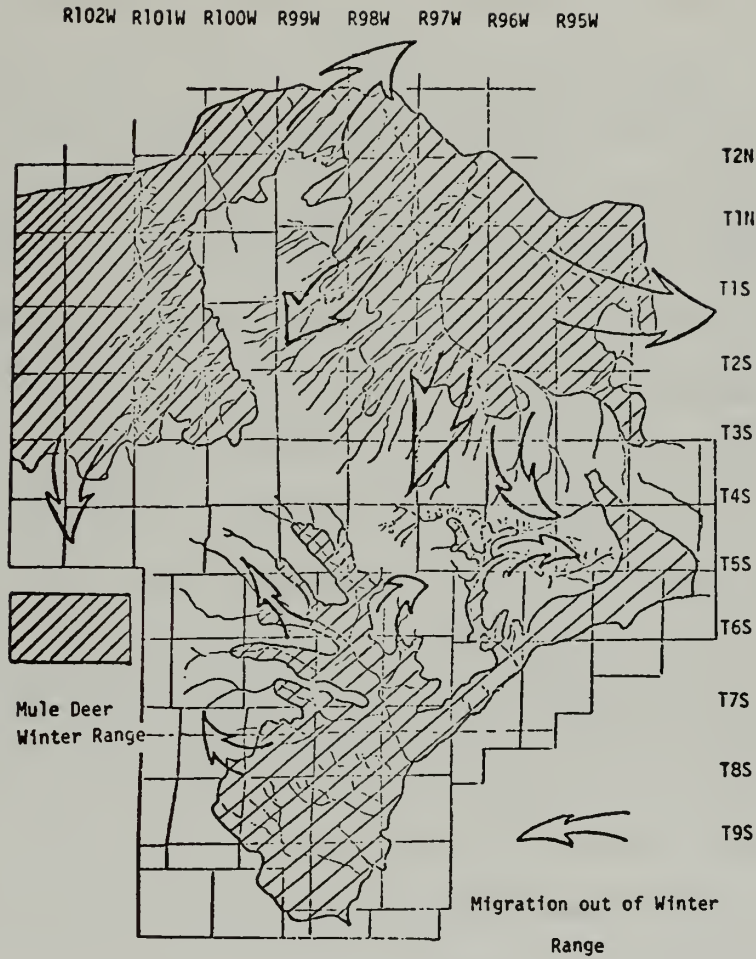 R102W R101W R100W R99W R98W R97W R96W R95W
T2N
T1N
T1S
T2S
T3S
T4S
T5S
T6S
T7S
T8S
T9S
Mule Deer
Winter Range
Migration out of Winter
Range